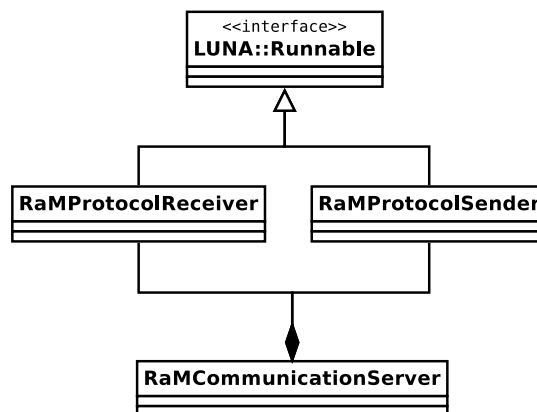 <<interface>>
LUNA::Runnable
RaMProtocolReceiver
RaMProtocolSender
RaMCommunicationServer